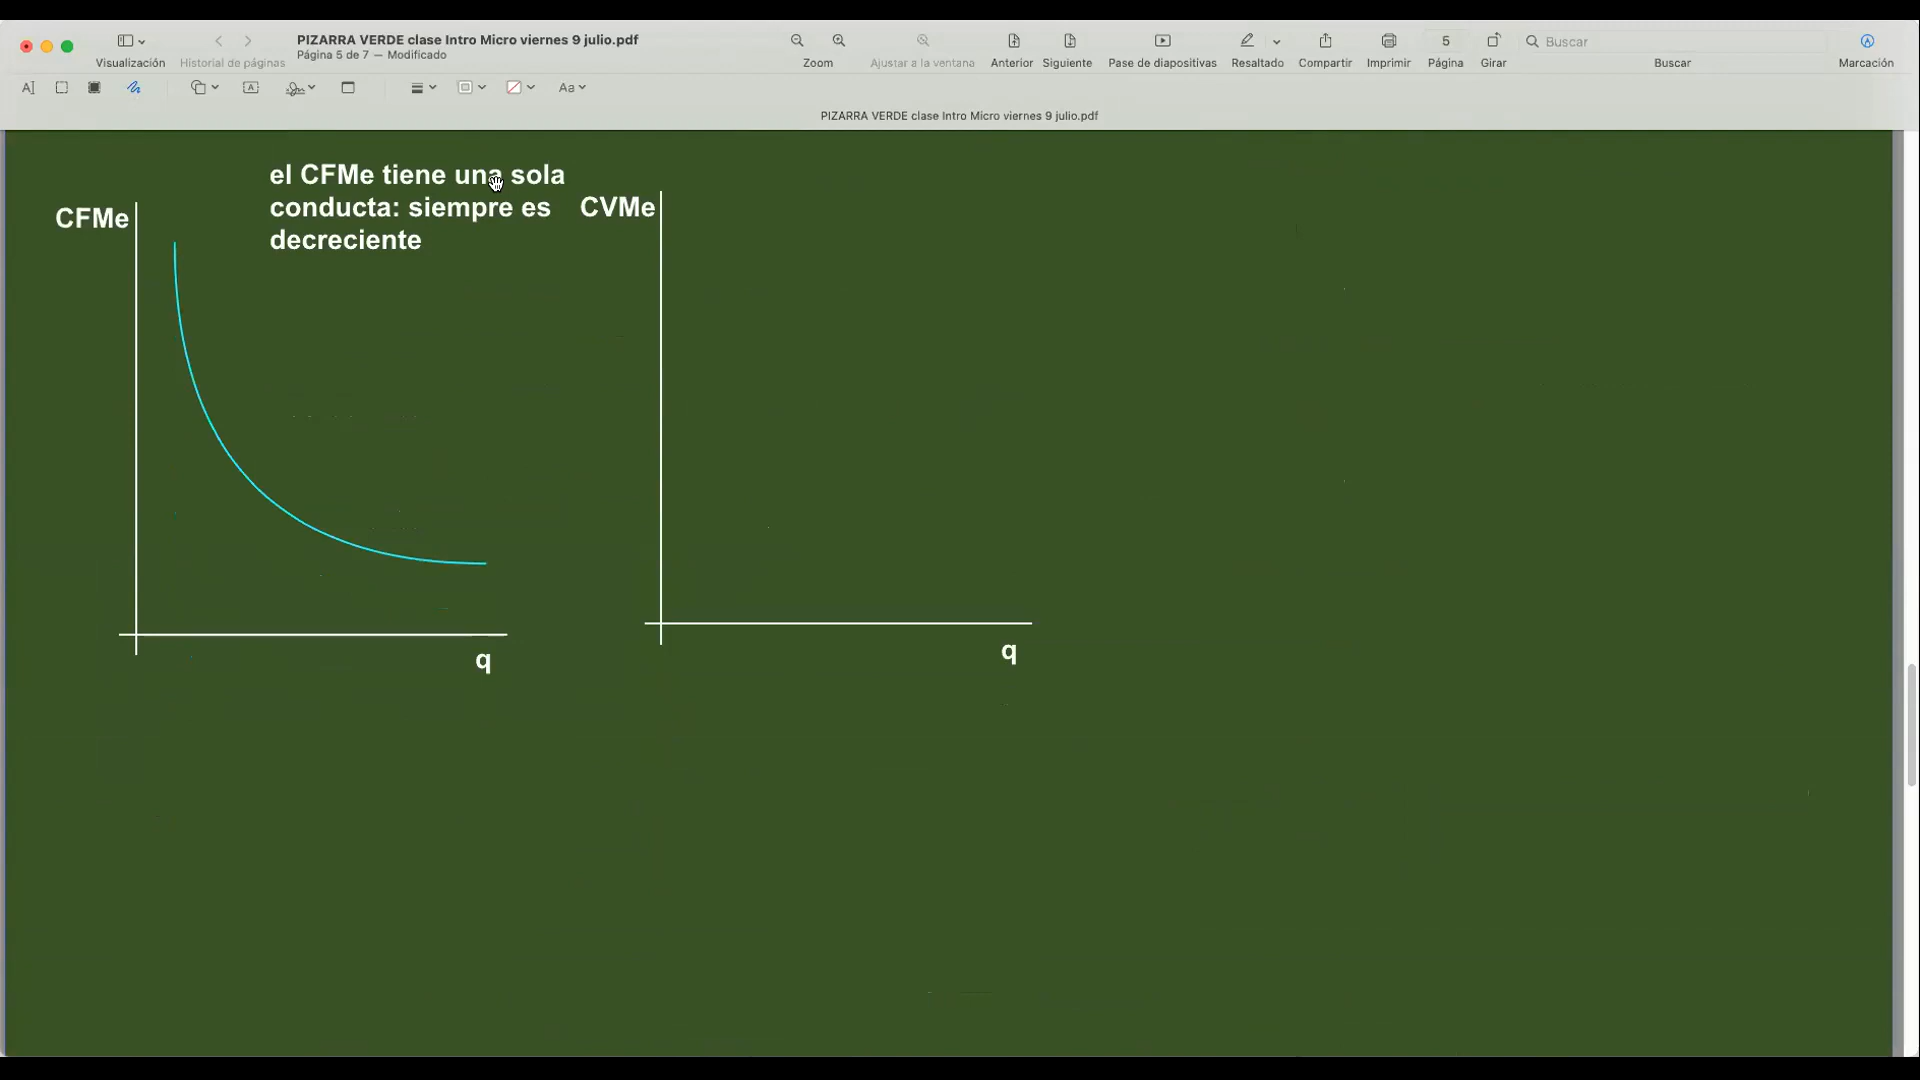 PIZARRA VERDE clase Intro Micro viernes 9 julio.pdf
Página 5 de 7 — Modificado
Visualización
Historial de páginas
Zoom
Ajustar a la ventana
Anterior
Siguiente
Pase de diapositivas
Resaltado
Compartir
Imprimir
5
Página
Girar
Buscar
Buscar
Marcación
Aa
PIZARRA VERDE clase Intro Micro viernes 9 julio.pdf
el CFMe tiene una sola
conducta: siempre es
decreciente
CFMe
q
CVMe
q